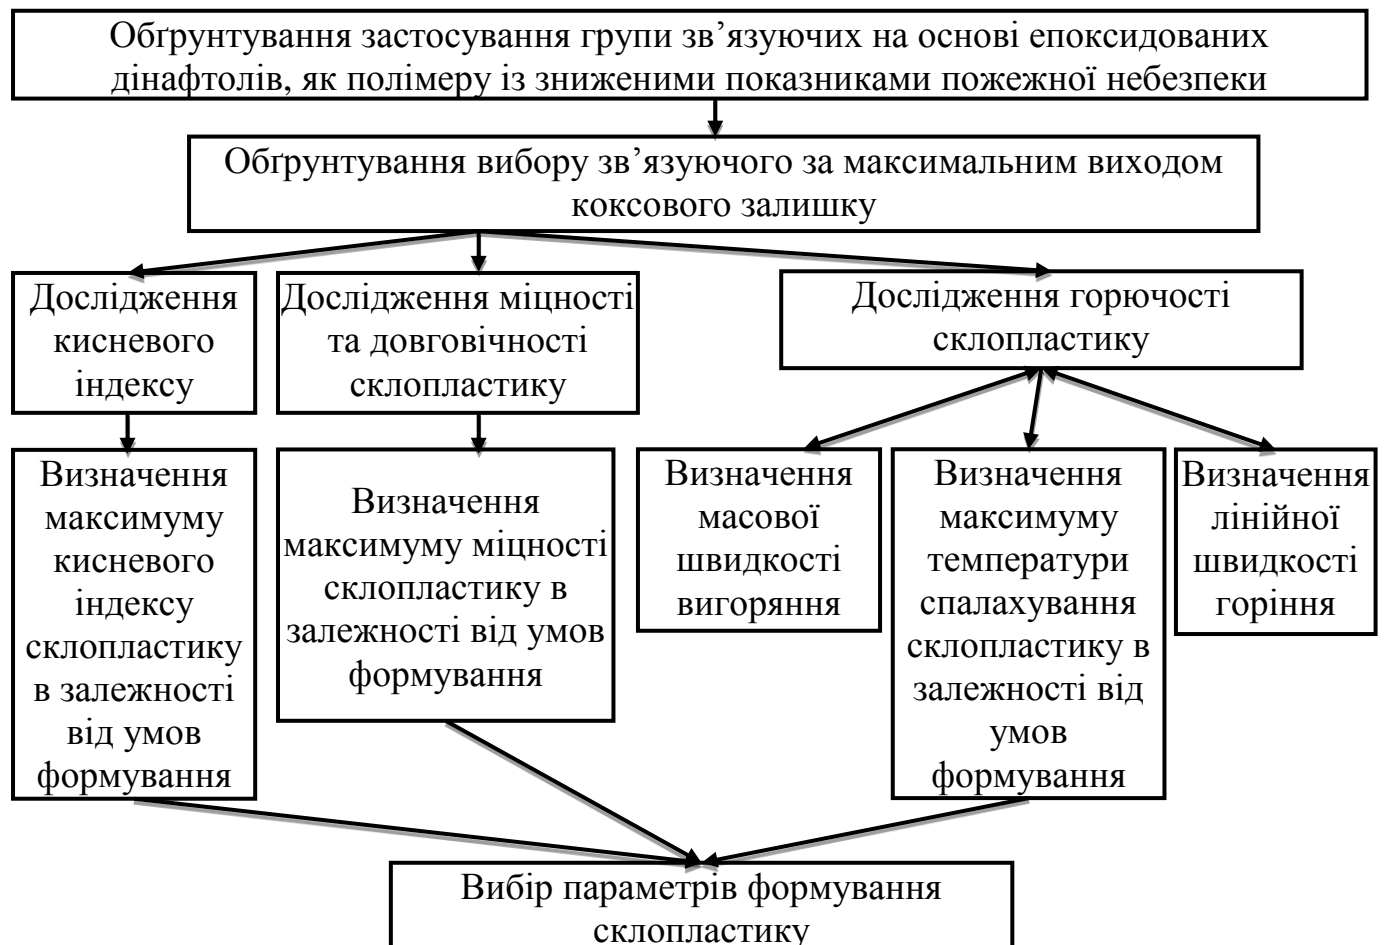 Обґрунтування застосування групи зв’язуючих на основі епоксидованих
дінафтолів, як полімеру із зниженими показниками пожежної небезпеки
Обґрунтування вибору зв’язуючого за максимальним виходом
коксового залишку
Дослідження
кисневого
індексу
Дослідження міцності
та довговічності
склопластику
Дослідження горючості
склопластику
Визначення
максимуму
кисневого
індексу
склопластику
в залежності
від умов
формування
Визначення
максимуму міцності
склопластику в
залежності від умов
формування
Визначення
масової
швидкості
вигоряння
Визначення
максимуму
температури
спалахування
склопластику в
залежності від
умов
формування
Визначення
лінійної
швидкості
горіння
Вибір параметрів формування
склопластику